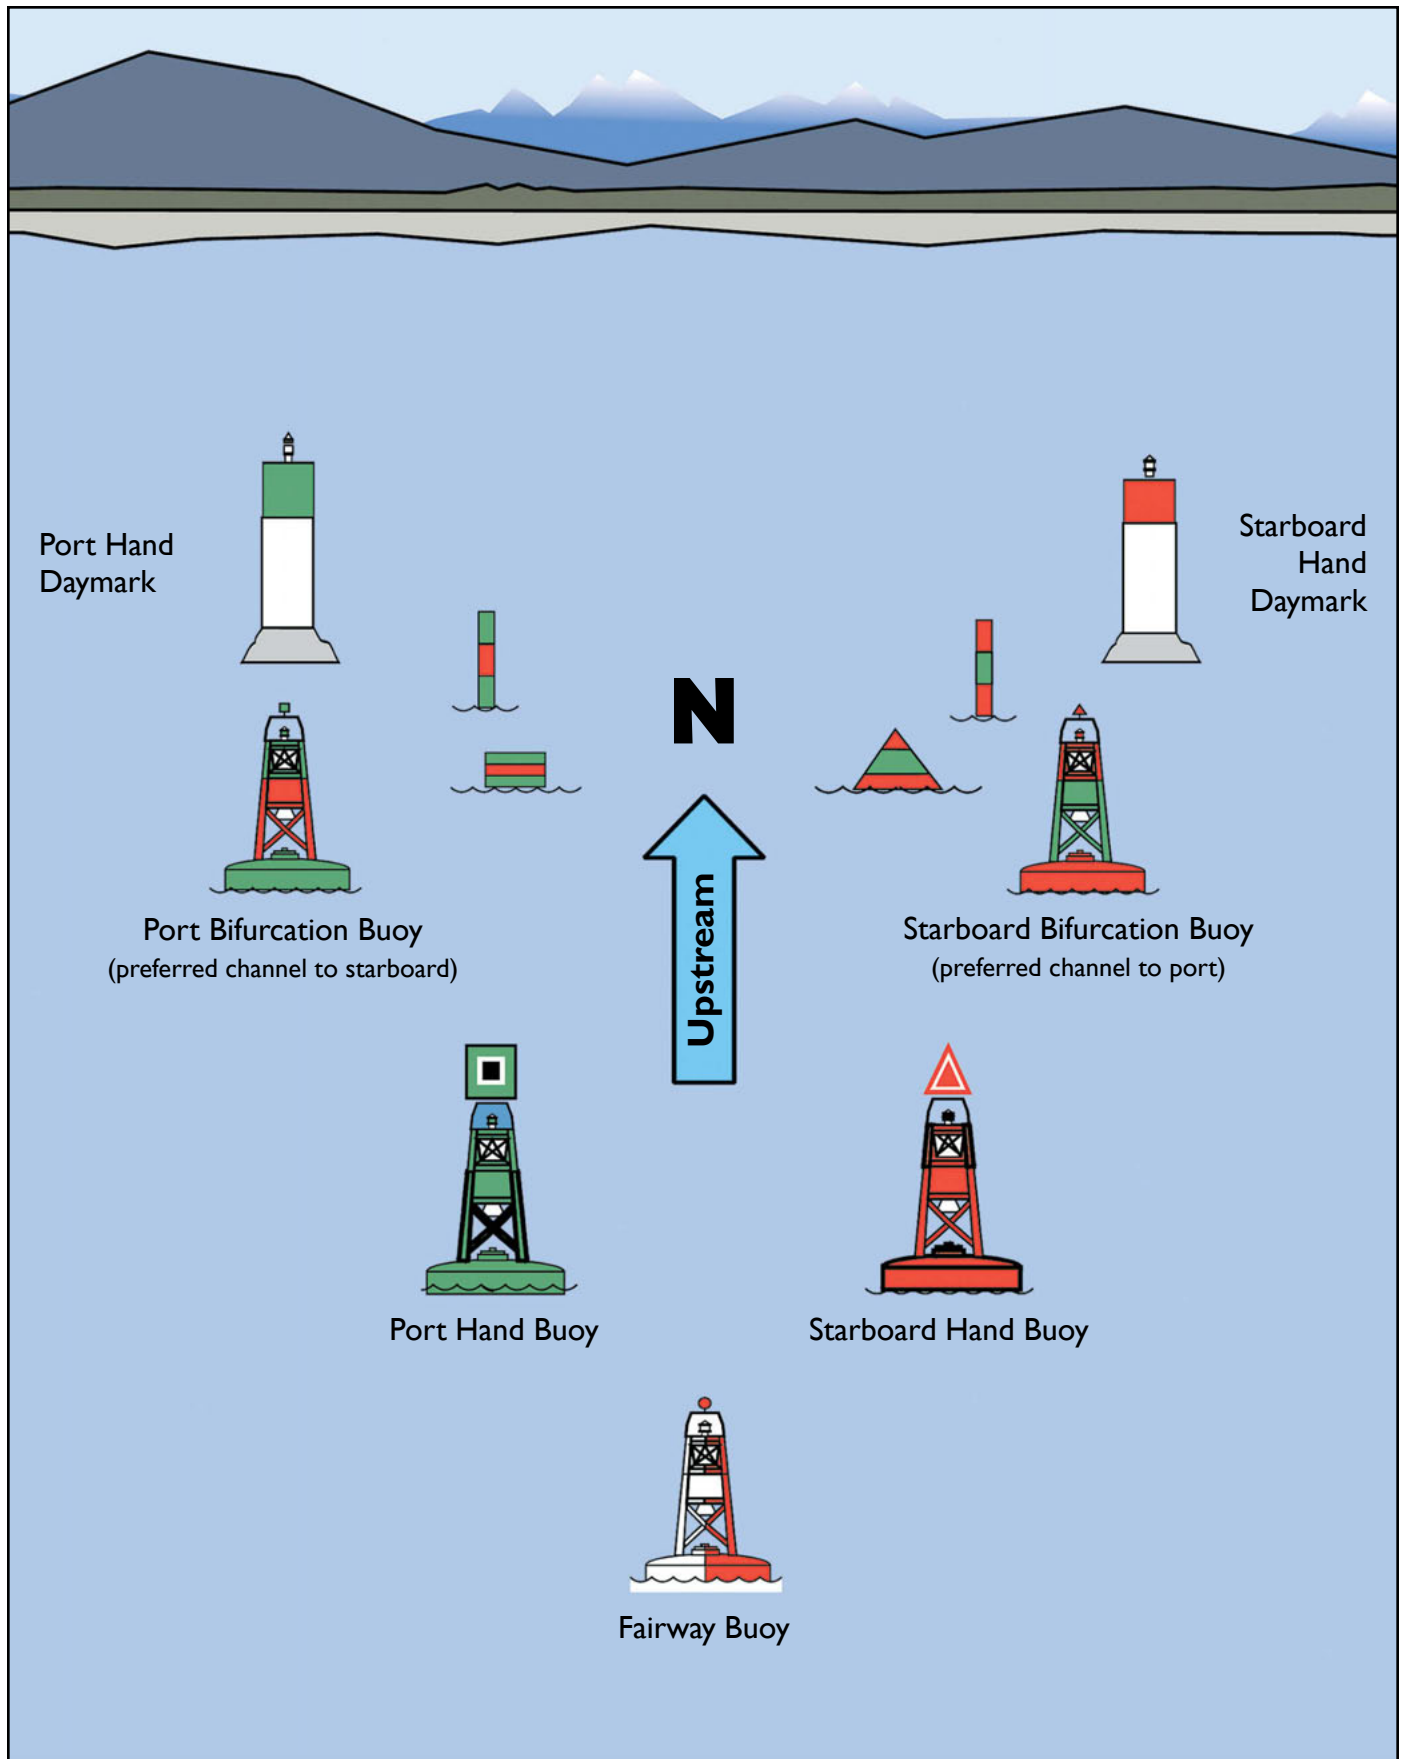 Port Hand
Daymark
Starboard
Hand
Daymark
N
Upstream
Port Bifurcation Buoy
(preferred channel to starboard)
Starboard Bifurcation Buoy
(preferred channel to port)
Port Hand Buoy
Starboard Hand Buoy
Fairway Buoy